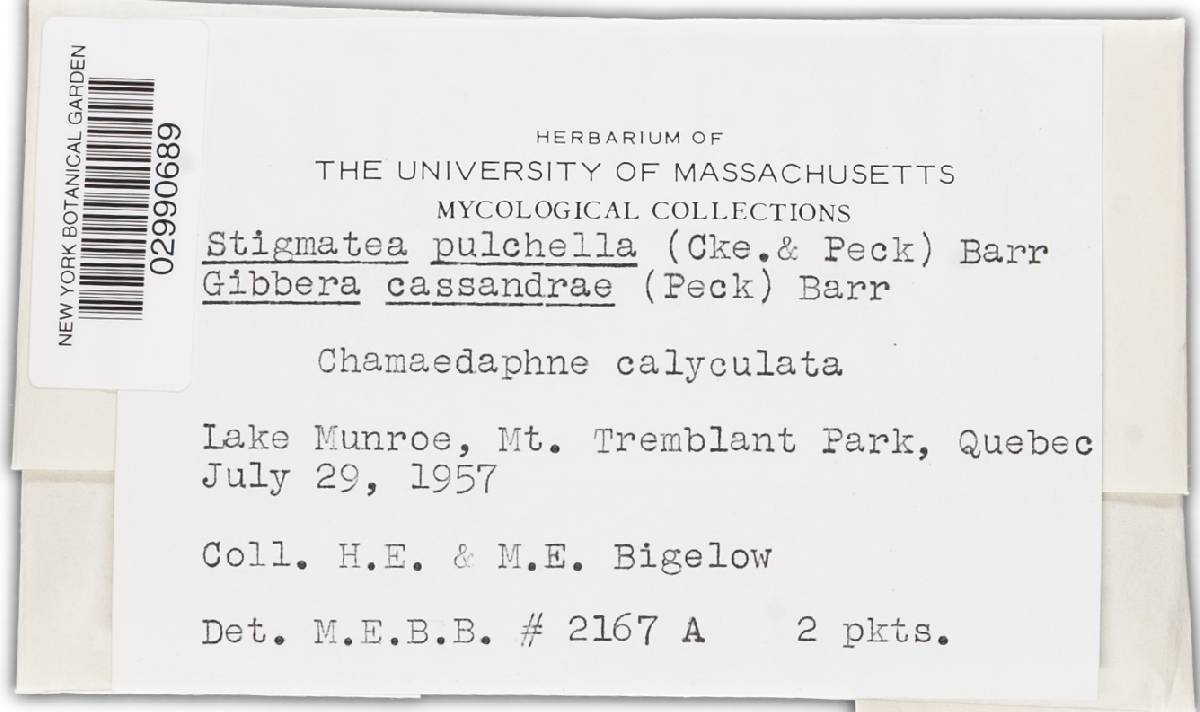 NEW YORK BOTANICAL GARDEN
02990689
HERBARIUM OF
THE UNIVERSITY OF MASSACHUSETTS
MYCOLOGICAL COLLECTIONS
Stigmatea pulchella (Cke.& Peck) Barr
Gibbera cassandrae (Peck) Barr
Chamaedaphne calyculata
Lake Munroe, Mt. Tremblant Park, Quebec
July 29, 1957
Coll. H.E. & M.E. Bigelow
Det. M.E.B.B. # 2167 A 2 pkts.